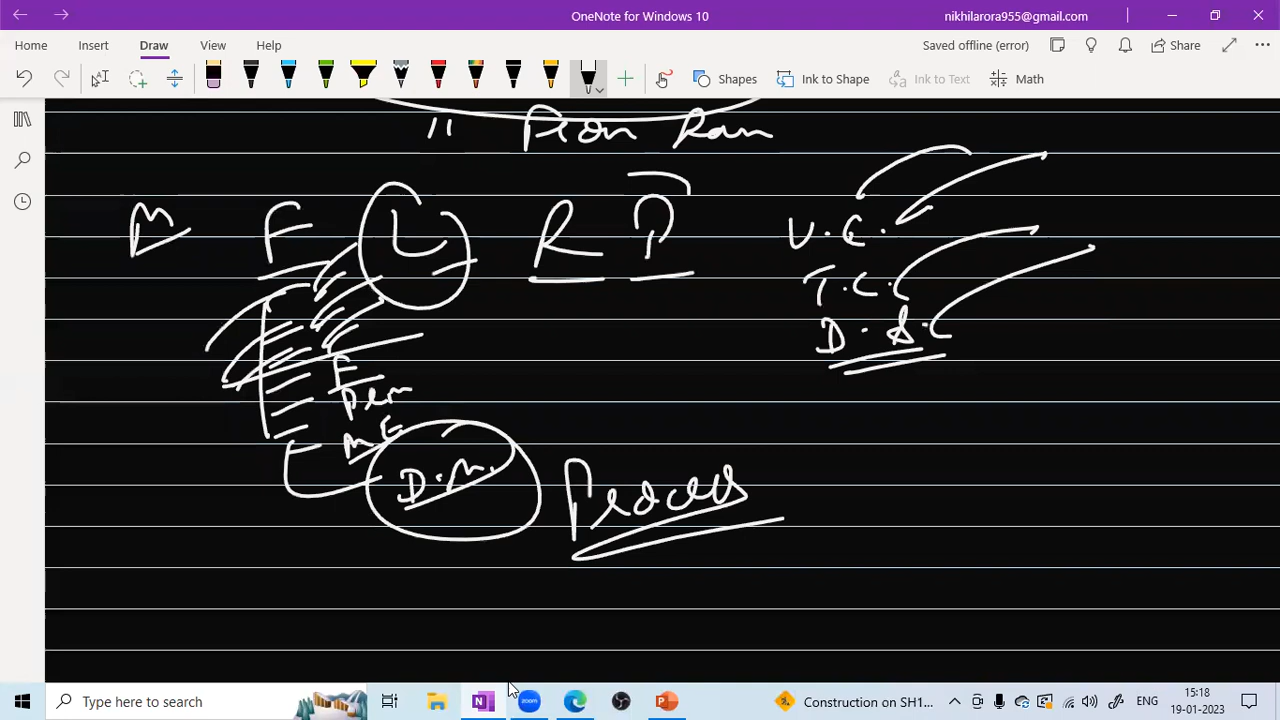 OneNote for Windows 10
nikhilarora955@gmail.com
Home Insert Draw View Help
Saved offline (error) Share
Shapes Ink to Shape Ink to Text Math
F L R P
V.C.
T.C.C
D.S.C
F
M E
D.M. Process
Type here to search
Construction on SH1...
ENG
15:18
19-01-2023